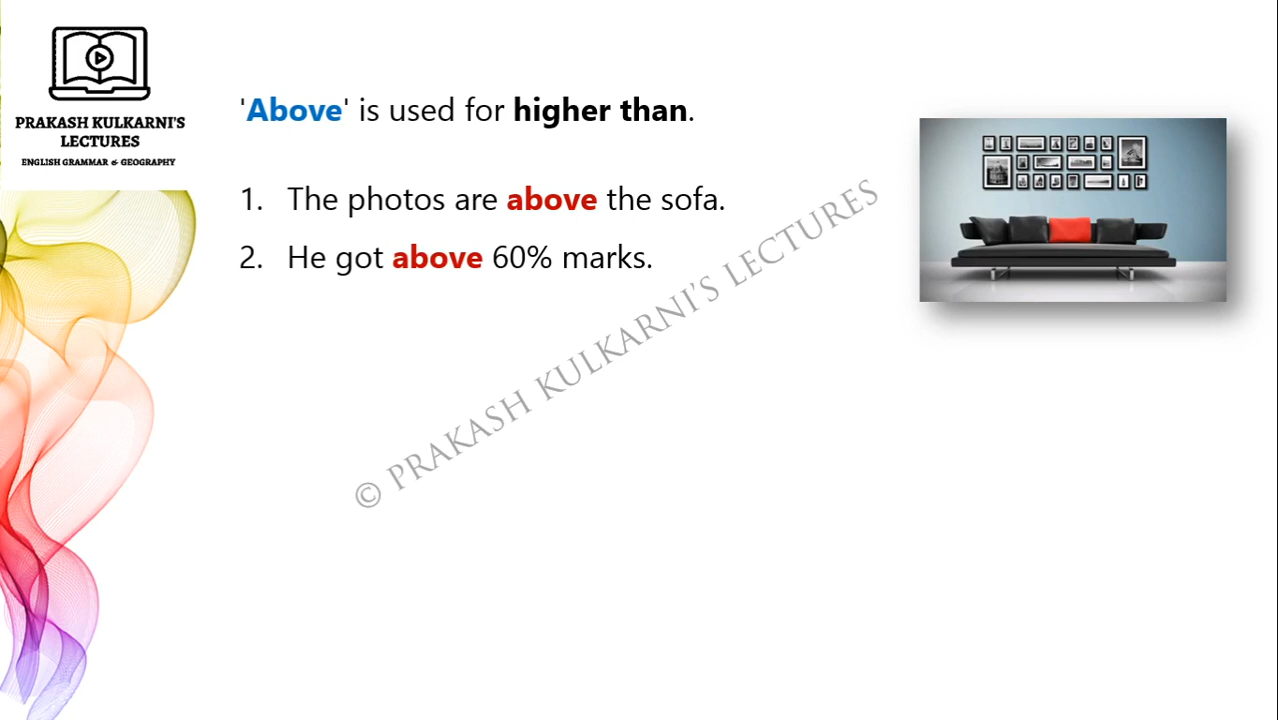 PRAKASH KULKARNI'S
LECTURES
ENGLISH GRAMMAR & GEOGRAPHY
'Above' is used for higher than.
1. The photos are above the sofa.
2. He got above 60% marks.
© PRAKASH KULKARNI'S LECTURES